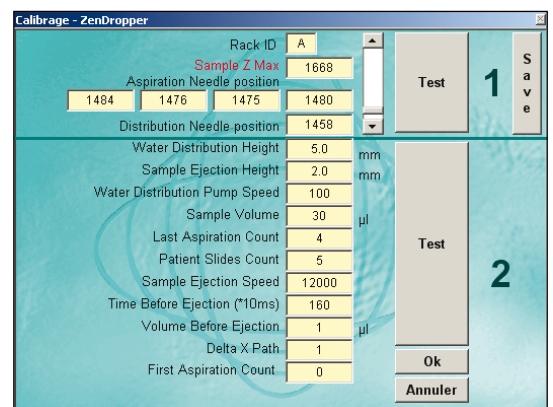 Calibrage - ZenDropper
Rack ID A
Sample Z Max 1668
Aspiration Needle position
1484 1476 1475 1480
Distribution Needle position 1458
Test
1
Save
Water Distribution Height 5.0 mm
Sample Ejection Height 2.0 mm
Water Distribution Pump Speed 100
Sample Volume 30 µl
Last Aspiration Count 4
Patient Slides Count 5
Sample Ejection Speed 12000
Time Before Ejection (*10ms) 160
Volume Before Ejection 1 µl
Delta X Path 1
First Aspiration Count 0
Test
2
Ok
Annuler